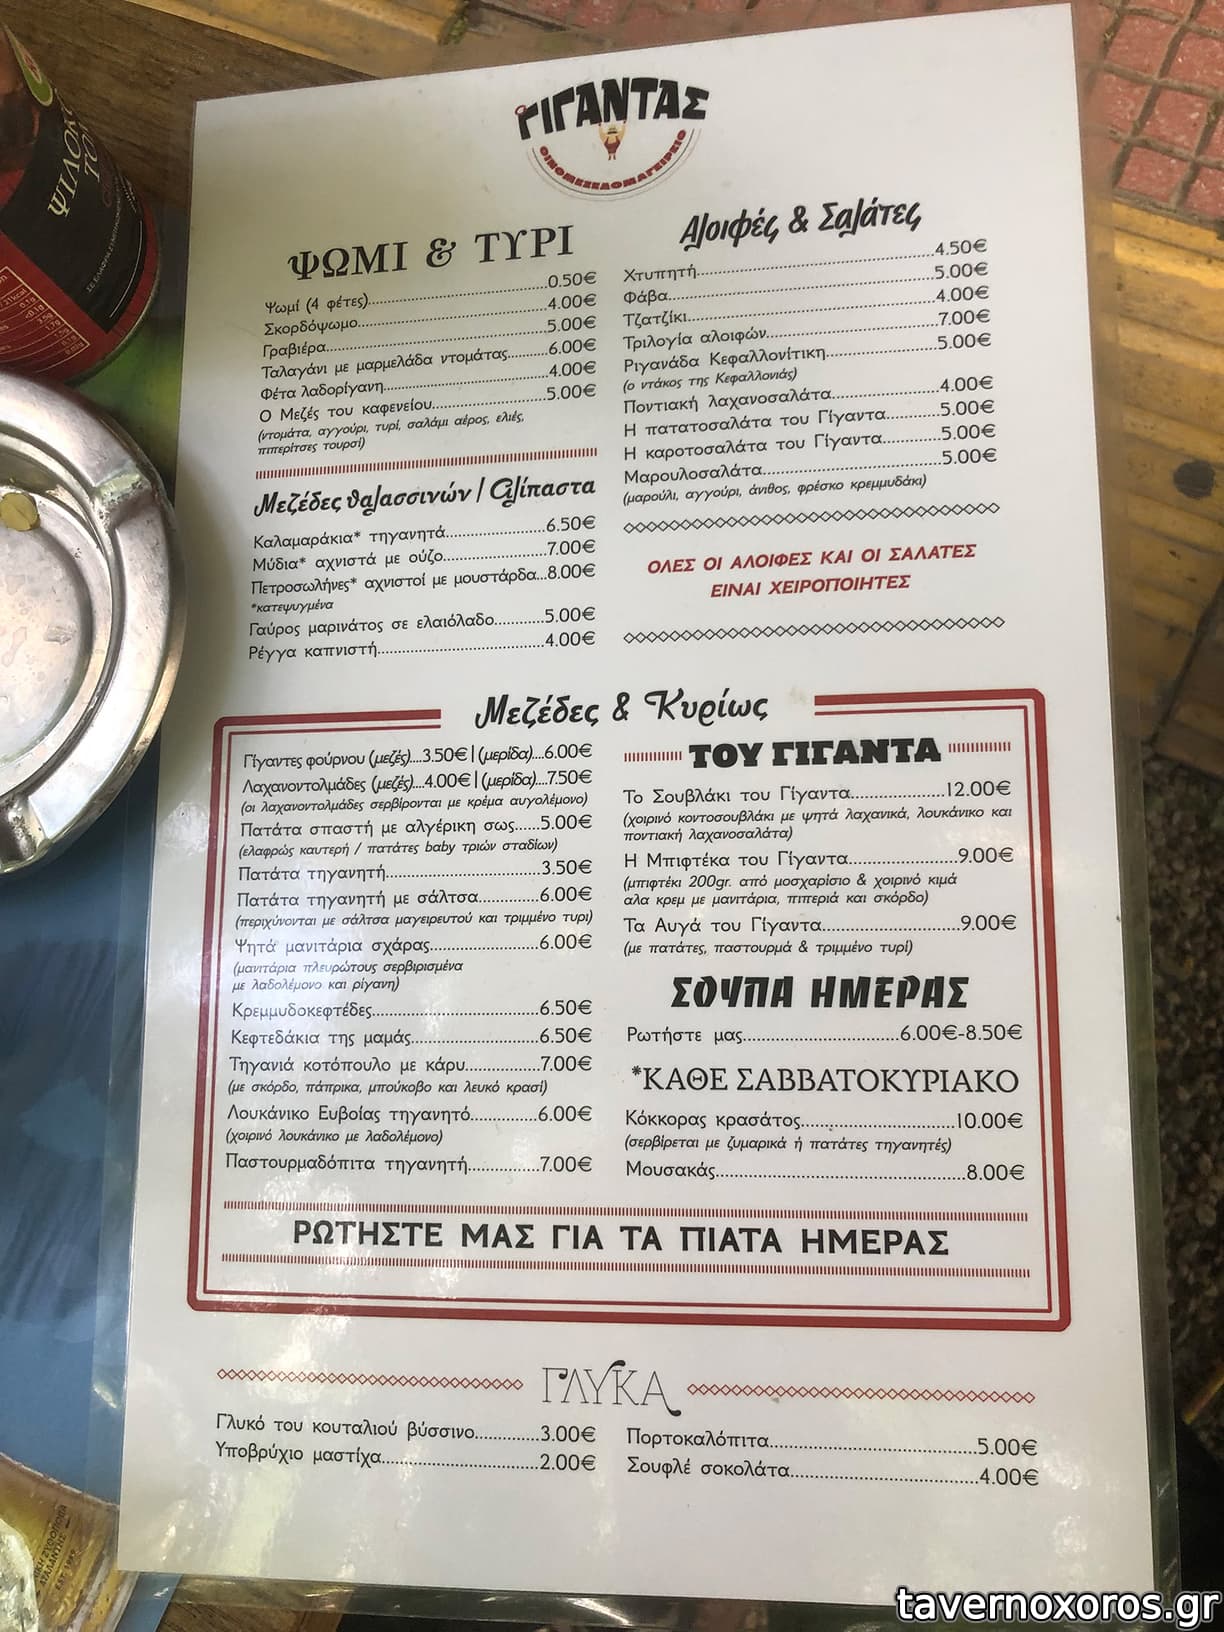 ΓΙΓΑΝΤΑΣ
ΟΙΝΟΜΕΖΕΔΟΜΑΓΕΙΡΕΙΟ
ΨΩΜΙ & ΤΥΡΙ
Ψωμί (4 φέτες)....0.50€
Σκορδόψωμο....4.00€
Γραβιέρα....5.00€
Ταλαγάνι με μαρμελάδα ντομάτας....6.00€
Φέτα λαδορίγανη....4.00€
Ο Μεζές του καφενείου....5.00€
(ντομάτα, αγγούρι, τυρί, σαλάμι αέρος, ελιές,
πιπερίτσες τουρσί)
Μεζέδες θαλασσινών | Αλίπαστα
Καλαμαράκια* τηγανητά....6.50€
Μύδια* αχνιστά με ούζο....7.00€
Πετροσωλήνες* αχνιστοί με μουστάρδα...8.00€
*κατεψυγμένα
Γαύρος μαρινάτος σε ελαιόλαδο....5.00€
Ρέγγα καπνιστή....4.00€
Αλοιφές & Σαλάτες
Χτυπητή....4.50€
Φάβα....5.00€
Τζατζίκι....4.00€
Τριλογία αλοιφών....7.00€
Ριγανάδα Κεφαλλονίτικη....5.00€
(ο ντάκος της Κεφαλλονιάς)
Ποντιακή λαχανοσαλάτα....4.00€
Η πατατοσαλάτα του Γίγαντα....5.00€
Η καροτοσαλάτα του Γίγαντα....5.00€
Μαρουλοσαλάτα....5.00€
(μαρούλι, αγγούρι, άνιθος, φρέσκο κρεμμυδάκι)
ΟΛΕΣ ΟΙ ΑΛΟΙΦΕΣ ΚΑΙ ΟΙ ΣΑΛΑΤΕΣ
ΕΙΝΑΙ ΧΕΙΡΟΠΟΙΗΤΕΣ
Μεζέδες & Κυρίως
Γίγαντες φούρνου (μεζές)....3.50€ | (μερίδα)....6.00€
Λαχανοντολμάδες (μεζές)....4.00€ | (μερίδα)....7.50€
(οι λαχανοντολμάδες σερβίρονται με κρέμα αυγολέμονο)
Πατάτα σπαστή με αλγέρικη σως......5.00€
(ελαφρώς καυτερή / πατάτες baby τριών σταδίων)
Πατάτα τηγανητή....3.50€
Πατάτα τηγανητή με σάλτσα....6.00€
(περιχύνονται με σάλτσα μαγειρευτού και τριμμένο τυρι)
Ψητά μανιτάρια σχάρας....6.00€
(μανιτάρια πλευρώτους σερβιρισμένα
με λαδολέμονο και ρίγανη)
Κρεμμυδοκεφτέδες....6.50€
Κεφτεδάκια της μαμάς....6.50€
Τηγανιά κοτόπουλο με κάρυ....7.00€
(με σκόρδο, πάπρικα, μπούκοβο και λευκό κρασί)
Λουκάνικο Ευβοίας τηγανητό....6.00€
(χοιρινό λουκάνικο με λαδολέμονο)
Παστουρμαδόπιτα τηγανητή....7.00€
ΤΟΥ ΓΙΓΑΝΤΑ
Το Σουβλάκι του Γίγαντα....12.00€
(χοιρινό κοντοσουβλάκι με ψητά λαχανικά, λουκάνικο και
ποντιακή λαχανοσαλάτα)
Η Μπιφτέκα του Γίγαντα....9.00€
(μπιφτέκι 200gr. από μοσχαρίσιο & χοιρινό κιμά
αλα κρεμ με μανιτάρια, πιπεριά και σκόρδο)
Τα Αυγά του Γίγαντα....9.00€
(με πατάτες, παστουρμά & τριμμένο τυρί)
ΣΟΥΠΑ ΗΜΕΡΑΣ
Ρωτήστε μας....6.00€-8.50€
*ΚΑΘΕ ΣΑΒΒΑΤΟΚΥΡΙΑΚΟ
Κόκκορας κρασάτος....10.00€
(σερβίρεται με ζυμαρικά ή πατάτες τηγανητές)
Μουσακάς....8.00€
ΡΩΤΗΣΤΕ ΜΑΣ ΓΙΑ ΤΑ ΠΙΑΤΑ ΗΜΕΡΑΣ
ΓΛΥΚΑ
Γλυκό του κουταλιού βύσσινο....3.00€
Υποβρύχιο μαστίχα....2.00€
Πορτοκαλόπιτα....5.00€
Σουφλέ σοκολάτα....4.00€
tavernoxoros.gr